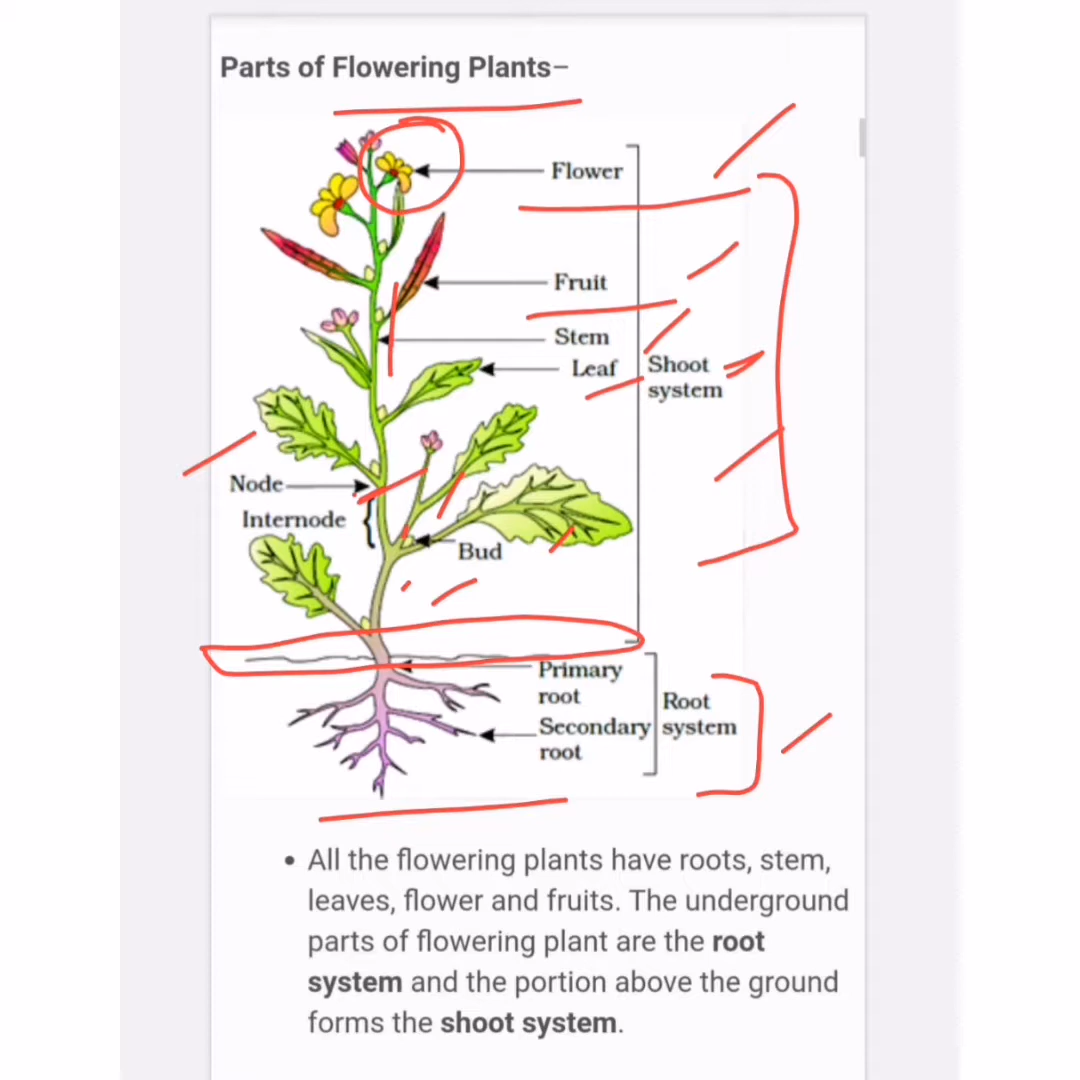 Parts of Flowering Plants–
Flower
Fruit
Stem
Leaf
Shoot
system
Node
Internode
Bud
Primary
root
Secondary
root
Root
system
• All the flowering plants have roots, stem,
leaves, flower and fruits. The underground
parts of flowering plant are the root
system and the portion above the ground
forms the shoot system.